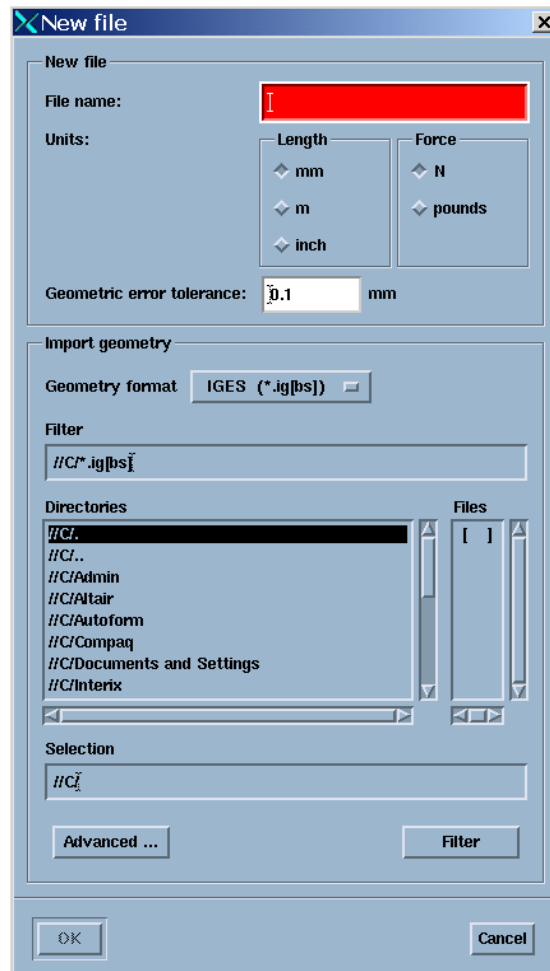 New file
New file
File name:
Units:
Length
Force
mm
N
m
pounds
inch
Geometric error tolerance:
0.1
mm
Import geometry
Geometry format
IGES (*.ig[bs])
Filter
//C/*.ig[bs]
Directories
Files
//C/.
[ ]
//C/..
//C/Admin
//C/Altair
//C/Autoform
//C/Compaq
//C/Documents and Settings
//C/Interix
Selection
//C/
Advanced ...
Filter
OK
Cancel